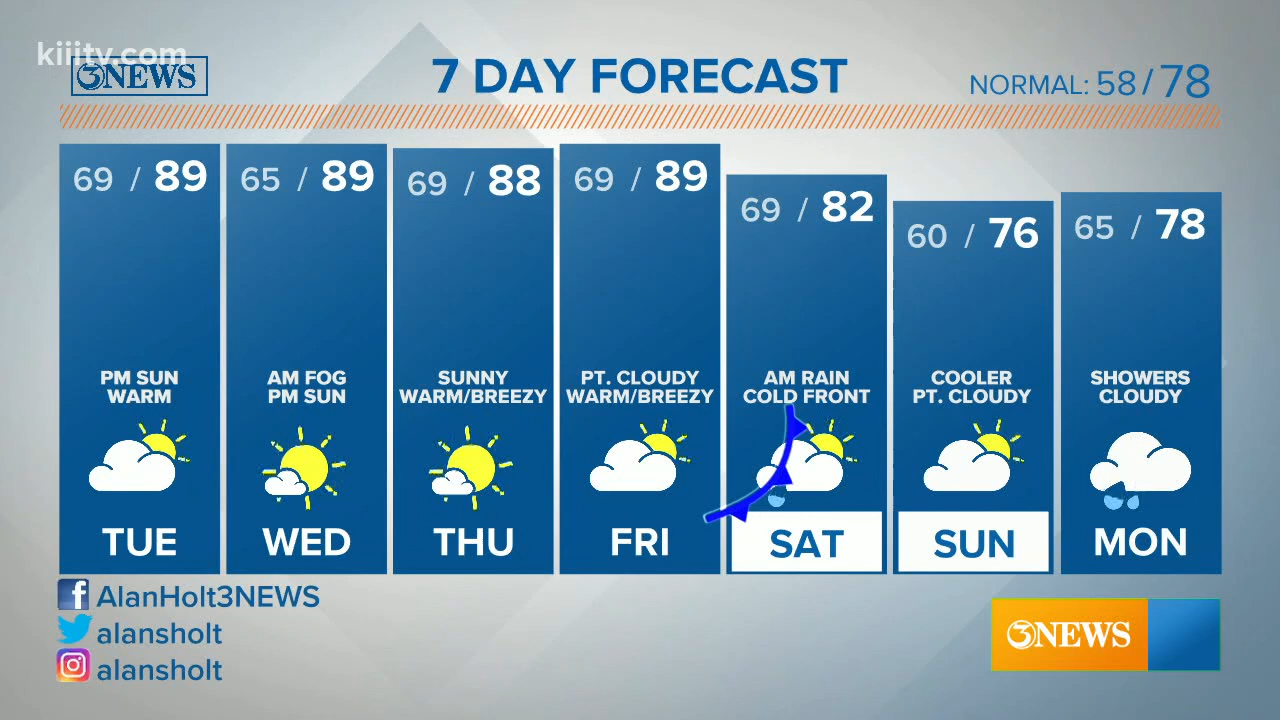 kiiitv.com
3NEWS
7 DAY FORECAST
NORMAL: 58/78
69 / 89
65 / 89
69 / 88
69 / 89
69 / 82
60 / 76
65 / 78
PM SUN
WARM
AM FOG
PM SUN
SUNNY
WARM/BREEZY
PT. CLOUDY
WARM/BREEZY
AM RAIN
COLD FRONT
COOLER
PT. CLOUDY
SHOWERS
CLOUDY
TUE
WED
THU
FRI
SAT
SUN
MON
f AlanHolt3NEWS
alansholt
alansholt
3NEWS